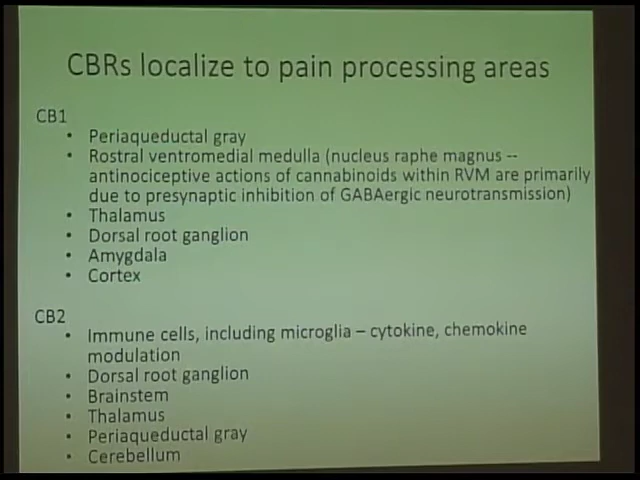 CBRs localize to pain processing areas
CB1
• Periaqueductal gray
• Rostral ventromedial medulla (nucleus raphe magnus --
antinociceptive actions of cannabinoids within RVM are primarily
due to presynaptic inhibition of GABAergic neurotransmission)
• Thalamus
• Dorsal root ganglion
• Amygdala
• Cortex
CB2
• Immune cells, including microglia – cytokine, chemokine
modulation
• Dorsal root ganglion
• Brainstem
• Thalamus
• Periaqueductal gray
• Cerebellum